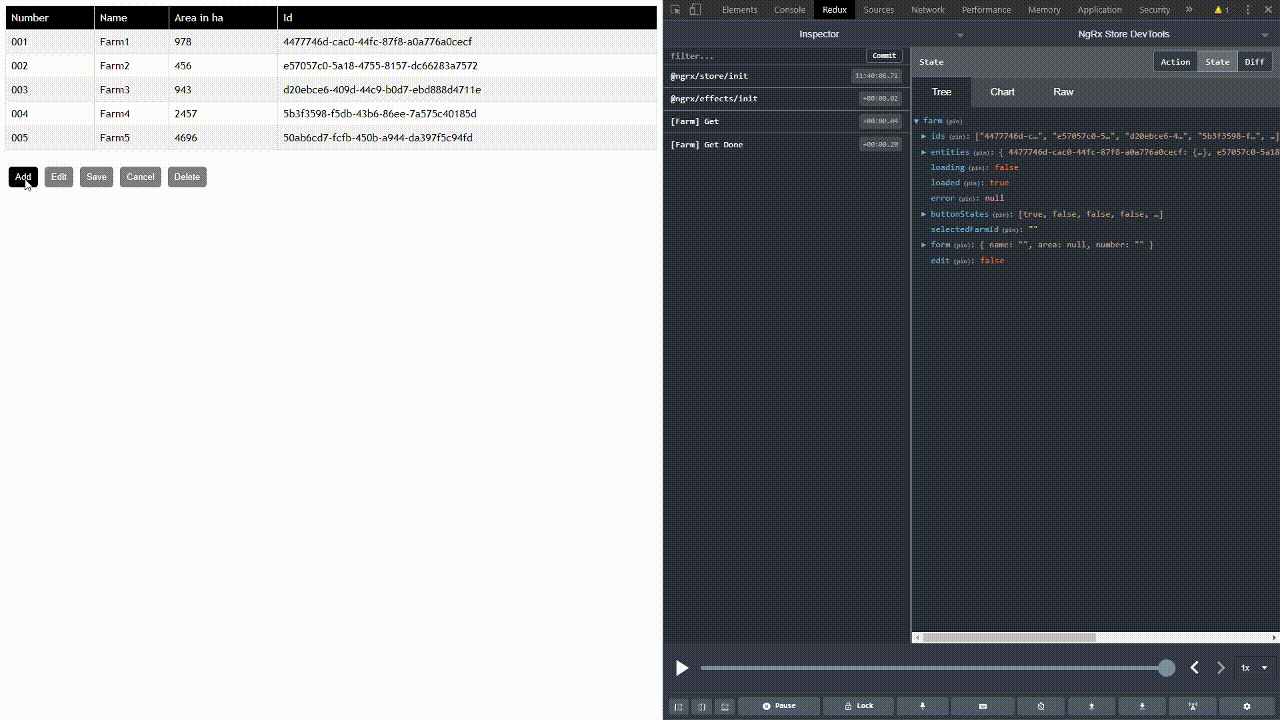 Number Name Area in ha Id
001 Farm1 978 4477746d-cac0-44fc-87f8-a0a776a0cecf
002 Farm2 456 e57057c0-5a18-4755-8157-dc66283a7572
003 Farm3 943 d20ebce6-409d-44c9-b0d7-ebd888d4711e
004 Farm4 2457 5b3f3598-f5db-43b6-86ee-7a575c40185d
005 Farm5 4696 50ab6cd7-fcfb-450b-a944-da397f5c94fd
Add Edit Save Cancel Delete
Elements Console Redux Sources Network Performance Memory Application Security » 1
Inspector NgRx Store DevTools
filter... Commit
@ngrx/store/init 11:40:06.71
@ngrx/effects/init +00:00.02
[Farm] Get +00:00.04
[Farm] Get Done +00:00.20
State Action State Diff
Tree Chart Raw
farm (pin)
ids (pin): ["4477746d-c…", "e57057c0-5…", "d20ebce6-4…", "5b3f3598-f…", …]
entities (pin): { 4477746d-cac0-44fc-87f8-a0a776a0cecf: {…}, e57057c0-5a18
loading (pin): false
loaded (pin): true
error (pin): null
buttonStates (pin): [true, false, false, false, …]
selectedFarmId (pin): ""
form (pin): { name: "", area: null, number: "" }
edit (pin): false
1x
Pause Lock